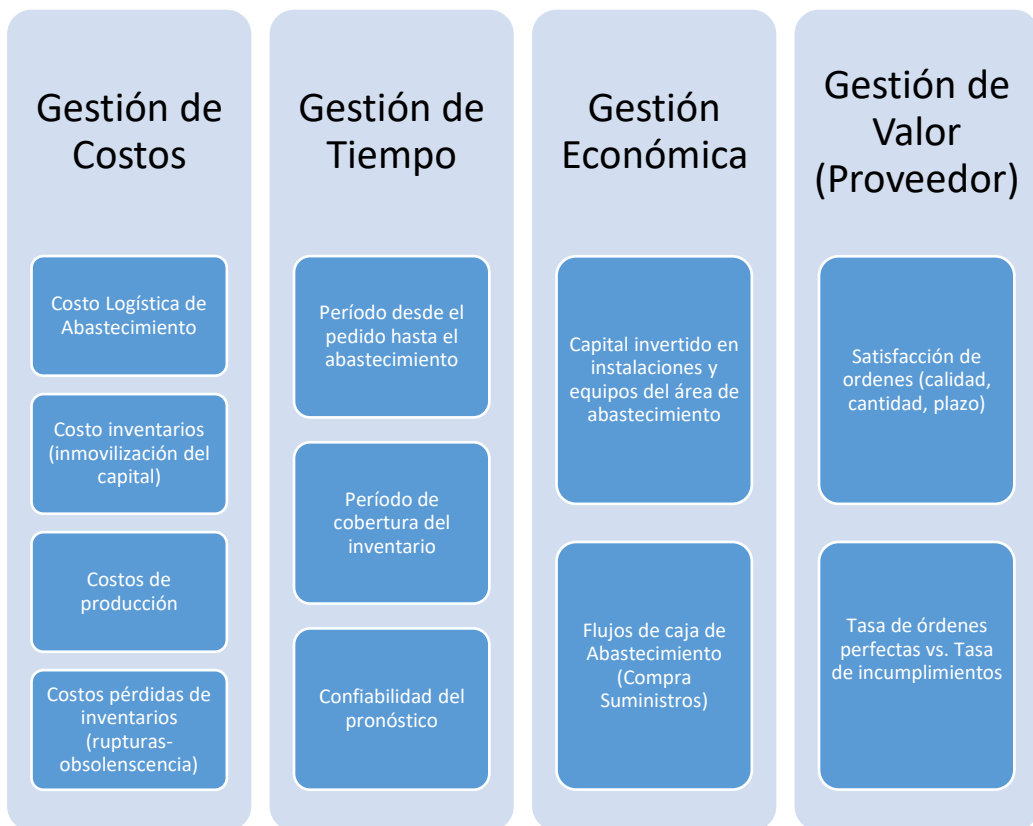 Gestión de
Costos
Costo Logística de
Abastecimiento
Costo inventarios
(inmovilización del
capital)
Costos de
producción
Costos pérdidas de
inventarios
(rupturas-
obsolenscencia)
Gestión de
Tiempo
Período desde el
pedido hasta el
abastecimiento
Período de
cobertura del
inventario
Confiabilidad del
pronóstico
Gestión
Económica
Capital invertido en
instalaciones y
equipos del área de
abastecimiento
Flujos de caja de
Abastecimiento
(Compra
Suministros)
Gestión de
Valor
(Proveedor)
Satisfacción de
ordenes (calidad,
cantidad, plazo)
Tasa de órdenes
perfectas vs. Tasa
de incumplimientos